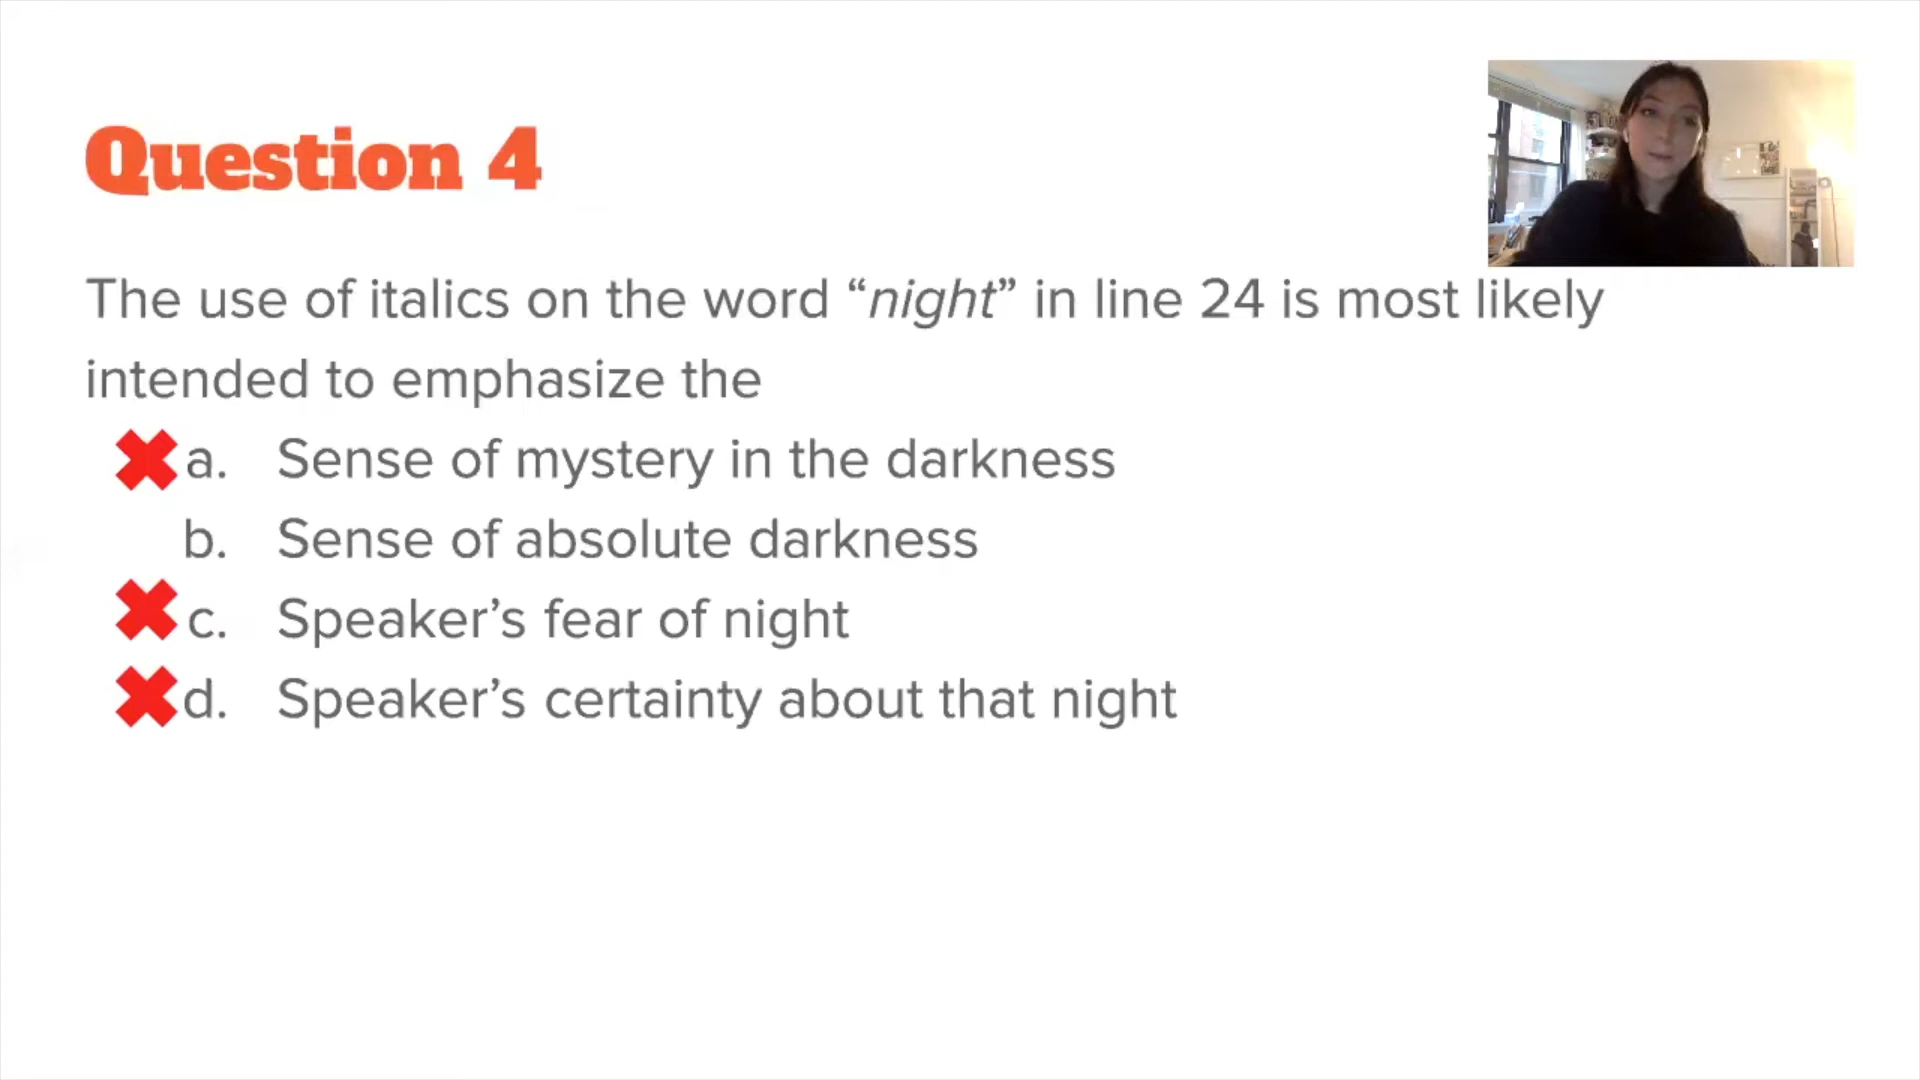 Question 4
The use of italics on the word “night” in line 24 is most likely
intended to emphasize the
a. Sense of mystery in the darkness
b. Sense of absolute darkness
c. Speaker’s fear of night
d. Speaker’s certainty about that night